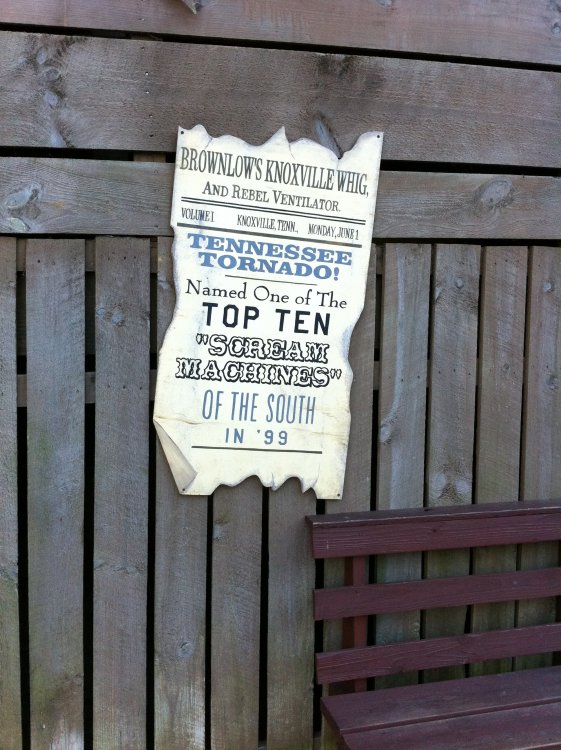 BROWNLOW'S KNOXVILLE WHIG,
AND REBEL VENTILATOR.
VOLUME I KNOXVILLE, TENN., MONDAY, JUNE 1
TENNESSEE
TORNADO!
Named One of The
TOP TEN
"SCREAM
MACHINES"
OF THE SOUTH
IN '99